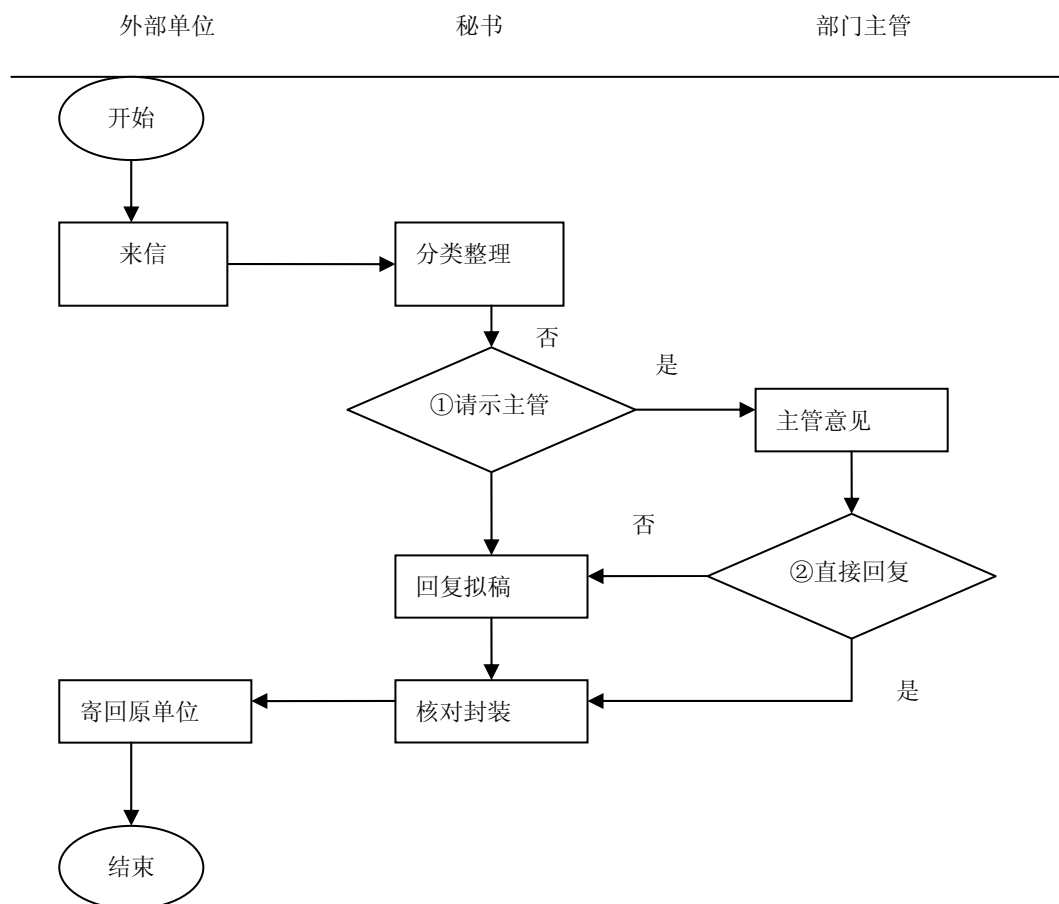 外部单位 秘书 部门主管
开始
来信 分类整理
否
是
①请示主管
主管意见
否
②直接回复
回复拟稿
是
寄回原单位 核对封装
结束